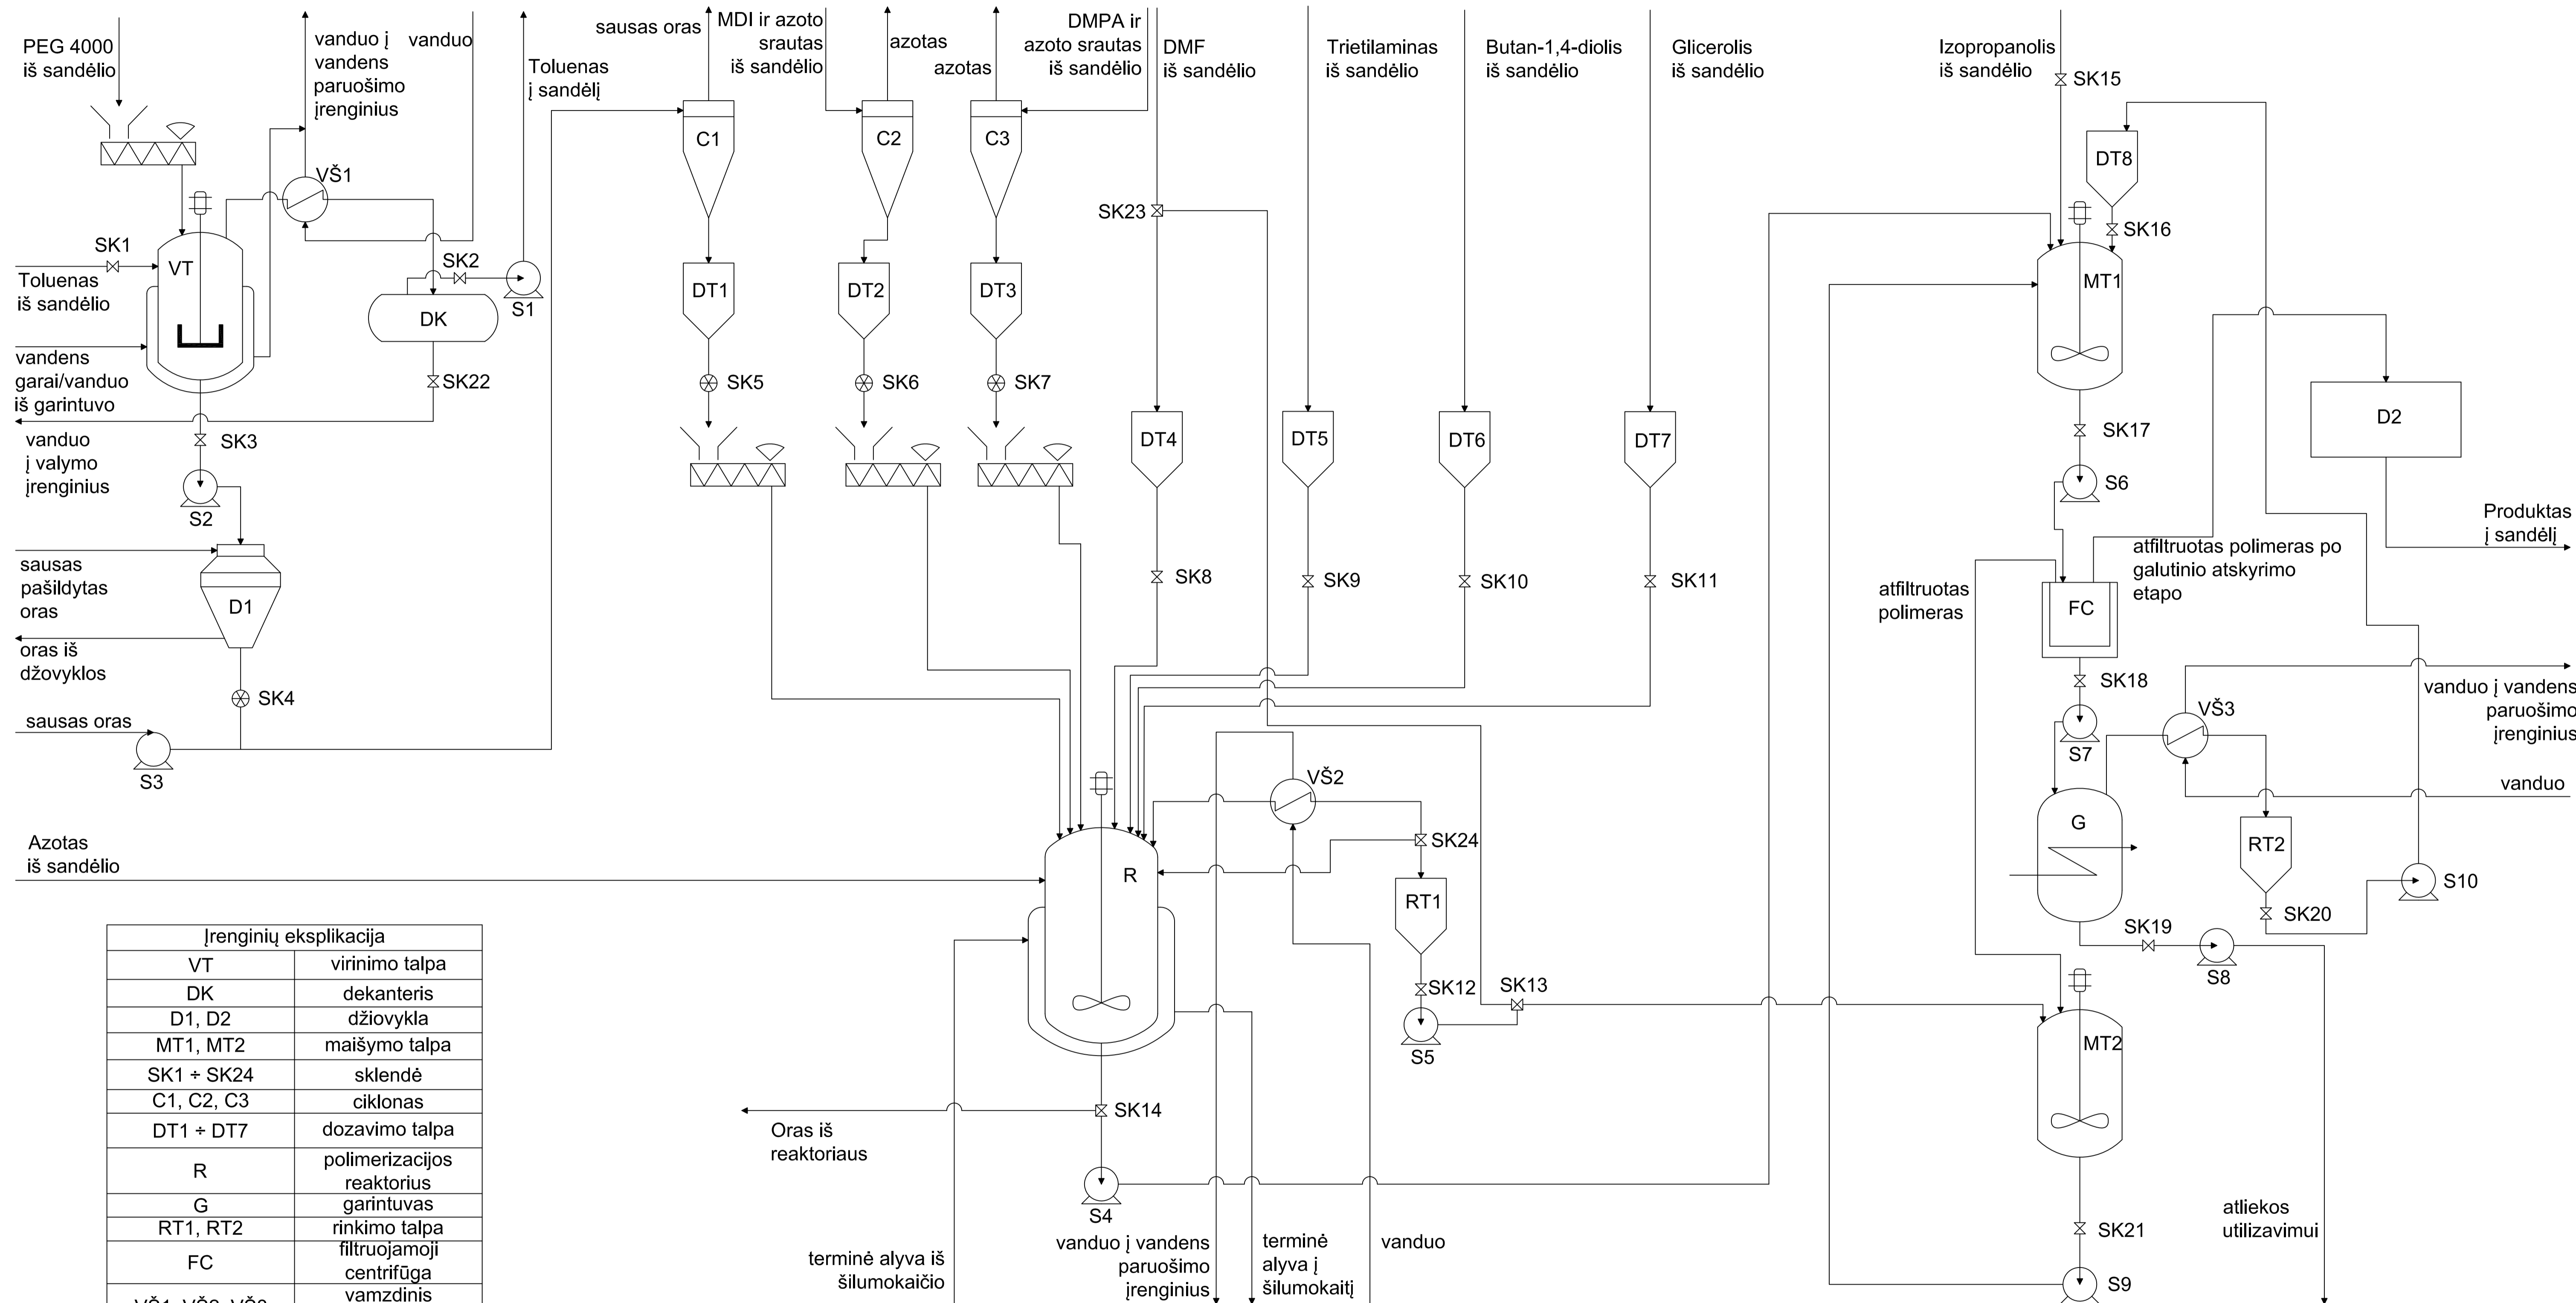 PEG 4000
iš sandėlio
vanduo į
vandens
paruošimo
įrenginius
vanduo
Toluenas
į sandėlį
sausas oras
MDI ir azoto
srautas
iš sandėlio
azotas
azotas
DMPA ir
azoto srautas
iš sandėlio
DMF
iš sandėlio
Trietilaminas
iš sandėlio
Butan-1,4-diolis
iš sandėlio
Glicerolis
iš sandėlio
Izopropanolis
iš sandėlio
SK15
C1
C2
C3
DT8
VŠ1
SK23
SK16
SK1
VT
SK2
Toluenas
iš sandėlio
S1
DK
DT1
DT2
DT3
MT1
vandens
garai/vanduo
iš garintuvo
SK22
SK5
SK6
SK7
D2
vanduo
į valymo
įrenginius
SK3
DT4
DT5
DT6
DT7
SK17
S2
S6
Produktas
į sandėlį
sausas
pašildytas
oras
D1
SK8
SK9
SK10
SK11
atfiltruotas
polimeras
FC
atfiltruotas polimeras po
galutinio atskyrimo
etapo
oras iš
džovyklos
SK4
SK18
vanduo į vandens
paruošimo
įrenginius
sausas oras
S3
VŠ2
S7
VŠ3
vanduo
Azotas
iš sandėlio
R
SK24
RT1
G
RT2
S10
SK20
SK19
S8
SK12
SK13
S5
MT2
SK14
Oras iš
reaktoriaus
S4
terminė alyva iš
šilumokaičio
vanduo į vandens
paruošimo
įrenginius
terminė
alyva į
šilumokaitį
vanduo
SK21
S9
atliekos
utilizavimui
Įrenginių eksplikacija
VT virinimo talpa
DK dekanteris
D1, D2 džiovykla
MT1, MT2 maišymo talpa
SK1 ÷ SK24 sklendė
C1, C2, C3 ciklonas
DT1 ÷ DT7 dozavimo talpa
R polimerizacijos
reaktorius
G garintuvas
RT1, RT2 rinkimo talpa
FC filtruojamoji
centrifūga
VŠ1, VŠ2, VŠ3 vamzdinis